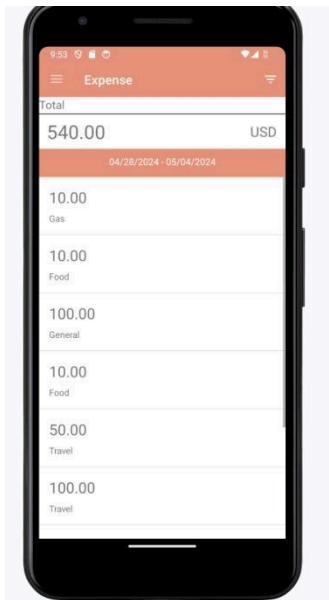 9:53
Expense
Total
540.00 USD
04/28/2024 - 05/04/2024
10.00
Gas
10.00
Food
100.00
General
10.00
Food
50.00
Travel
100.00
Travel